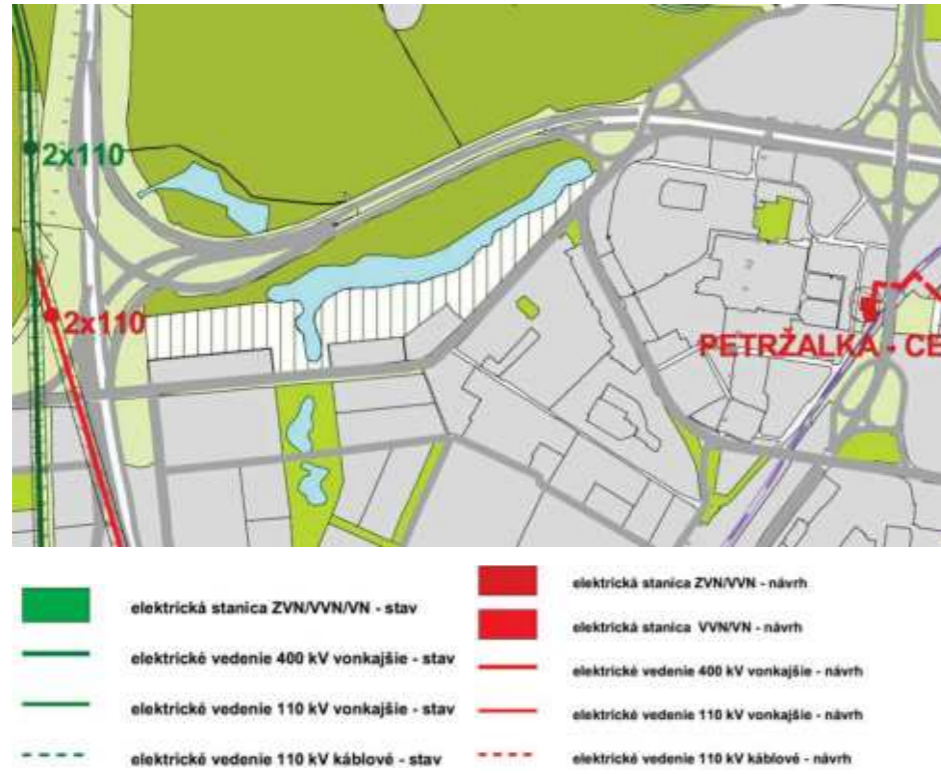 2x110
2x110
PETRŽALKA - CE
elektrická stanica ZVN/VVN/VN - stav
elektrické vedenie 400 kV vonkajšie - stav
elektrické vedenie 110 kV vonkajšie - stav
elektrické vedenie 110 kV káblové - stav
elektrická stanica ZVN/VVN - návrh
elektrická stanica VVN/VN - návrh
elektrické vedenie 400 kV vonkajšie - návrh
elektrické vedenie 110 kV vonkajšie - návrh
elektrické vedenie 110 kV káblové - návrh